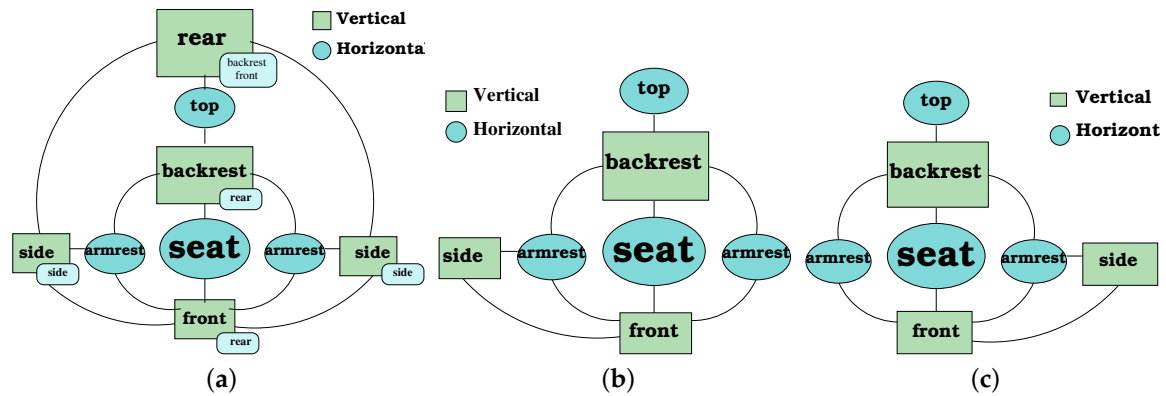 Vertical
Horizontal
rear
backrest
front
top
backrest
rear
side
side
armrest
seat
armrest
side
side
front
rear
(a)
Vertical
Horizontal
top
backrest
side
armrest
seat
armrest
front
(b)
Vertical
Horizont
top
backrest
armrest
seat
armrest
side
front
(c)